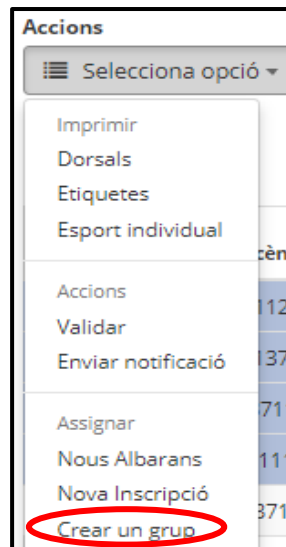 Accions
Selecciona opció
Imprimir
Dorsals
Etiquetes
Esport individual
Accions
Validar
Enviar notificació
Assignar
Nous Albarans
Nova Inscripció
Crear un grup